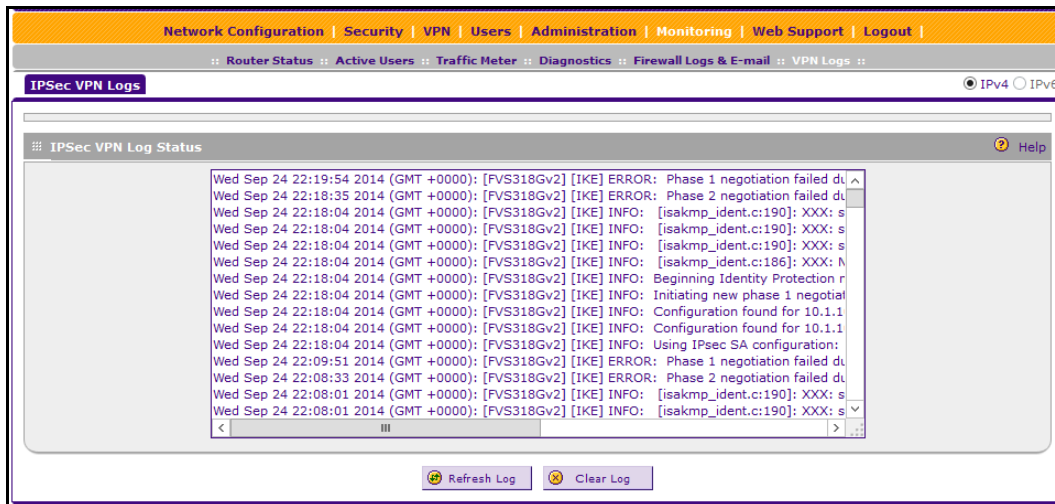 Network Configuration | Security | VPN | Users | Administration | Monitoring | Web Support | Logout |
:: Router Status :: Active Users :: Traffic Meter :: Diagnostics :: Firewall Logs & E-mail :: VPN Logs ::
IPSec VPN Logs IPv4 IPv6
IPSec VPN Log Status Help
Wed Sep 24 22:19:54 2014 (GMT +0000): [FVS318Gv2] [IKE] ERROR: Phase 1 negotiation failed du
Wed Sep 24 22:18:35 2014 (GMT +0000): [FVS318Gv2] [IKE] ERROR: Phase 2 negotiation failed du
Wed Sep 24 22:18:04 2014 (GMT +0000): [FVS318Gv2] [IKE] INFO: [isakmp_ident.c:190]: XXX: s
Wed Sep 24 22:18:04 2014 (GMT +0000): [FVS318Gv2] [IKE] INFO: [isakmp_ident.c:190]: XXX: s
Wed Sep 24 22:18:04 2014 (GMT +0000): [FVS318Gv2] [IKE] INFO: [isakmp_ident.c:190]: XXX: s
Wed Sep 24 22:18:04 2014 (GMT +0000): [FVS318Gv2] [IKE] INFO: [isakmp_ident.c:186]: XXX: N
Wed Sep 24 22:18:04 2014 (GMT +0000): [FVS318Gv2] [IKE] INFO: Beginning Identity Protection
Wed Sep 24 22:18:04 2014 (GMT +0000): [FVS318Gv2] [IKE] INFO: Initiating new phase 1 negotiat
Wed Sep 24 22:18:04 2014 (GMT +0000): [FVS318Gv2] [IKE] INFO: Configuration found for 10.1.1
Wed Sep 24 22:18:04 2014 (GMT +0000): [FVS318Gv2] [IKE] INFO: Configuration found for 10.1.1
Wed Sep 24 22:18:04 2014 (GMT +0000): [FVS318Gv2] [IKE] INFO: Using IPsec SA configuration:
Wed Sep 24 22:09:51 2014 (GMT +0000): [FVS318Gv2] [IKE] ERROR: Phase 1 negotiation failed du
Wed Sep 24 22:08:33 2014 (GMT +0000): [FVS318Gv2] [IKE] ERROR: Phase 2 negotiation failed du
Wed Sep 24 22:08:01 2014 (GMT +0000): [FVS318Gv2] [IKE] INFO: [isakmp_ident.c:190]: XXX: s
Wed Sep 24 22:08:01 2014 (GMT +0000): [FVS318Gv2] [IKE] INFO: [isakmp_ident.c:190]: XXX: s
Refresh Log Clear Log